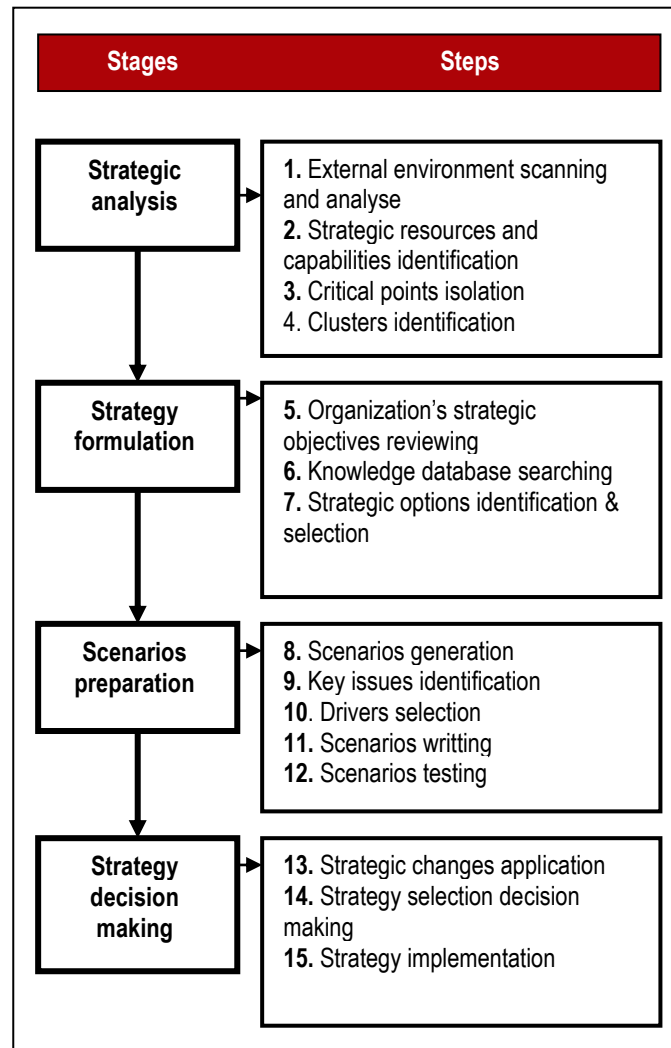 Stages
Steps
Strategic
analysis
1. External environment scanning
and analyse
2. Strategic resources and
capabilities identification
3. Critical points isolation
4. Clusters identification
Strategy
formulation
5. Organization's strategic
objectives reviewing
6. Knowledge database searching
7. Strategic options identification &
selection
Scenarios
preparation
8. Scenarios generation
9. Key issues identification
10. Drivers selection
11. Scenarios writting
12. Scenarios testing
Strategy
decision
making
13. Strategic changes application
14. Strategy selection decision
making
15. Strategy implementation